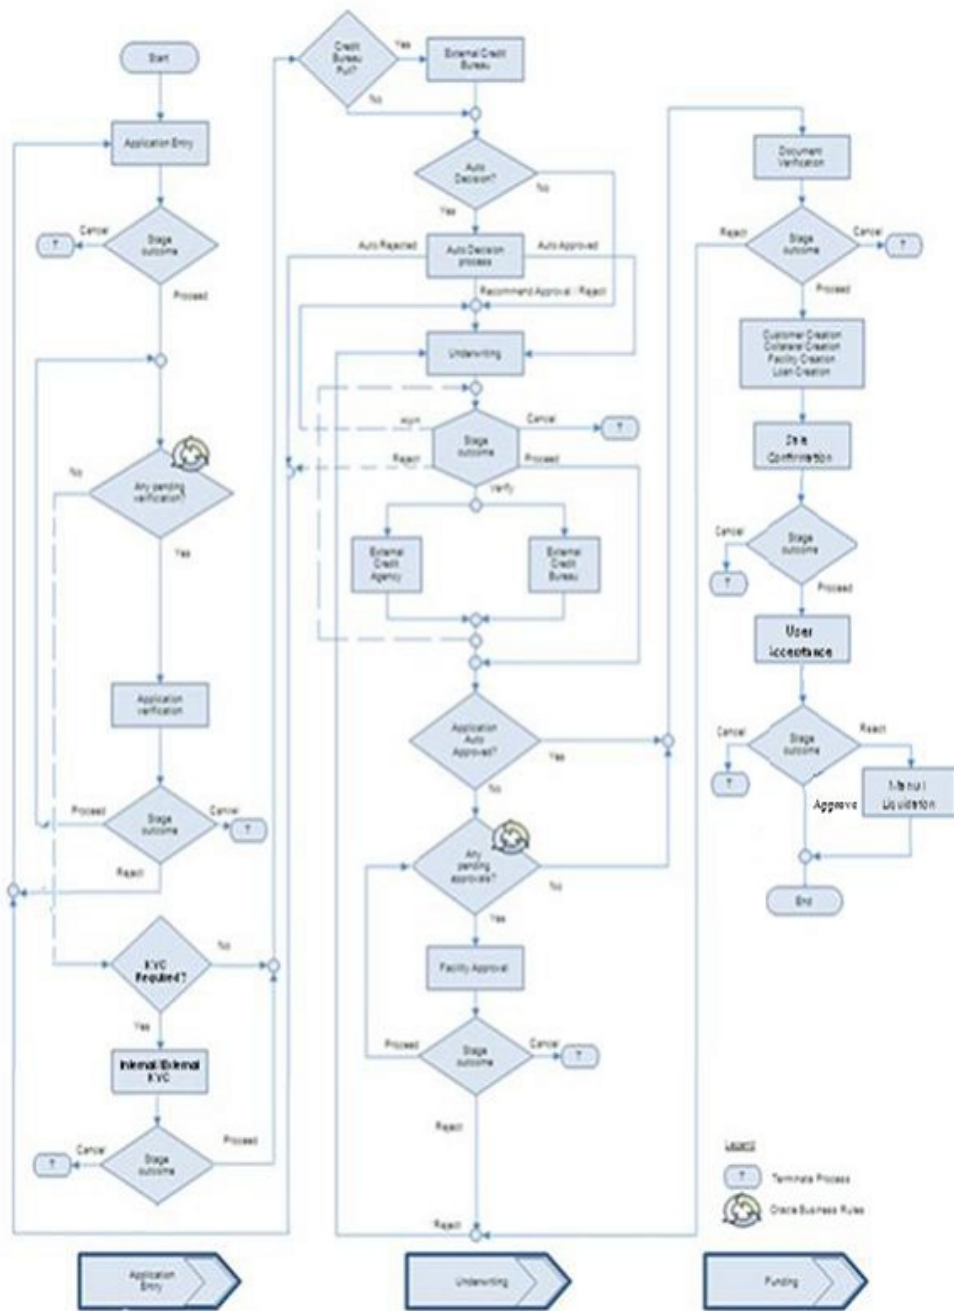 Start
Application Entry
Cancel
T
Stage
outcome
Proceed
No
Any pending
verification?
Yes
Application
verification
Proceed
Stage
outcome
Cancel
T
Reject
KYC
Required?
No
Yes
Internal/External
KYC
Cancel
T
Stage
outcome
Proceed
Application
Entry
Credit
Bureau
Pull?
Yes
External Credit
Bureau
No
Auto
Decision?
No
Yes
Auto Rejected
Auto Decision
process
Auto Approved
Recommend Approval / Reject
Underwriting
Stage
outcome
Cancel
T
Reject
Proceed
Verify
External
Credit
Agency
External
Credit
Bureau
Application
Auto
Approved?
Yes
No
Any
pending
approvals?
No
Yes
Facility Approval
Proceed
Stage
outcome
Cancel
T
Reject
Reject
Underwriting
Document
Verification
Reject
Stage
outcome
Cancel
T
Proceed
Customer Creation
Collateral Creation
Facility Creation
Loan Creation
Confirmation
Cancel
T
Stage
outcome
Proceed
User
Acceptance
Cancel
T
Stage
outcome
Reject
Approve
Liquidation
End
Legend
T
Terminate Process
Oracle Business Rules
Funding